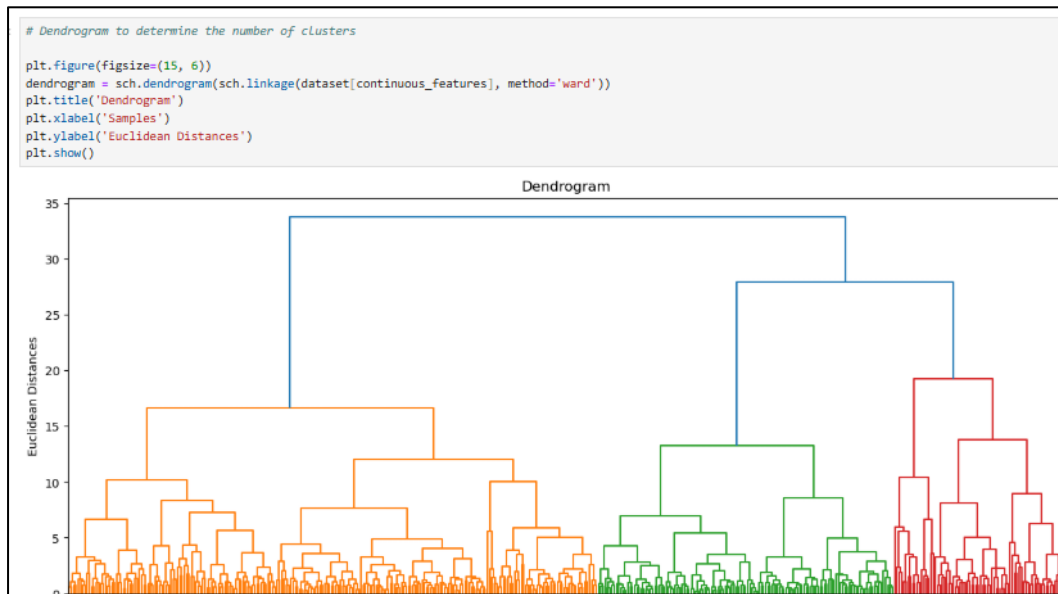 # Dendrogram to determine the number of clusters
plt.figure(figsize=(15, 6))
dendrogram = sch.dendrogram(sch.linkage(dataset[continuous_features], method='ward'))
plt.title('Dendrogram')
plt.xlabel('Samples')
plt.ylabel('Euclidean Distances')
plt.show()
Dendrogram
35
30
25
20
15
10
5
0
Euclidean Distances